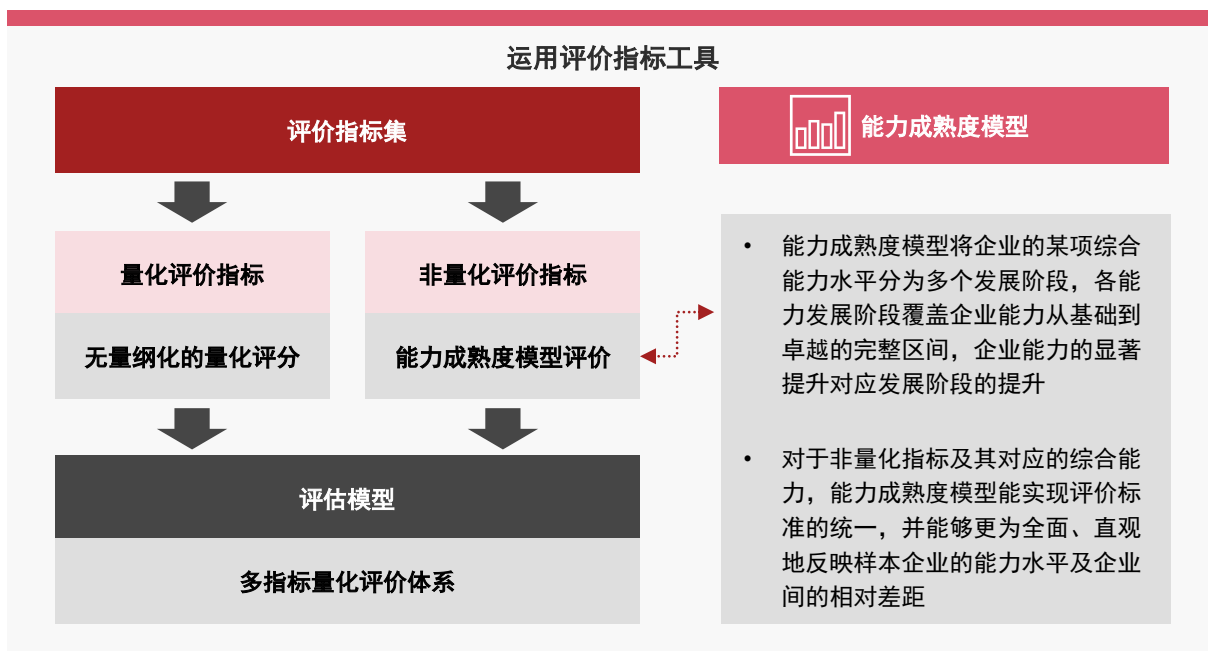 运用评价指标工具
评价指标集
量化评价指标
非量化评价指标
无量纲化的量化评分
能力成熟度模型评价
评估模型
多指标量化评价体系
能力成熟度模型
• 能力成熟度模型将企业的某项综合
能力水平分为多个发展阶段，各能
力发展阶段覆盖企业能力从基础到
卓越的完整区间，企业能力的显著
提升对应发展阶段的提升
• 对于非量化指标及其对应的综合能
力，能力成熟度模型能实现评价标
准的统一，并能够更为全面、直观
地反映样本企业的能力水平及企业
间的相对差距